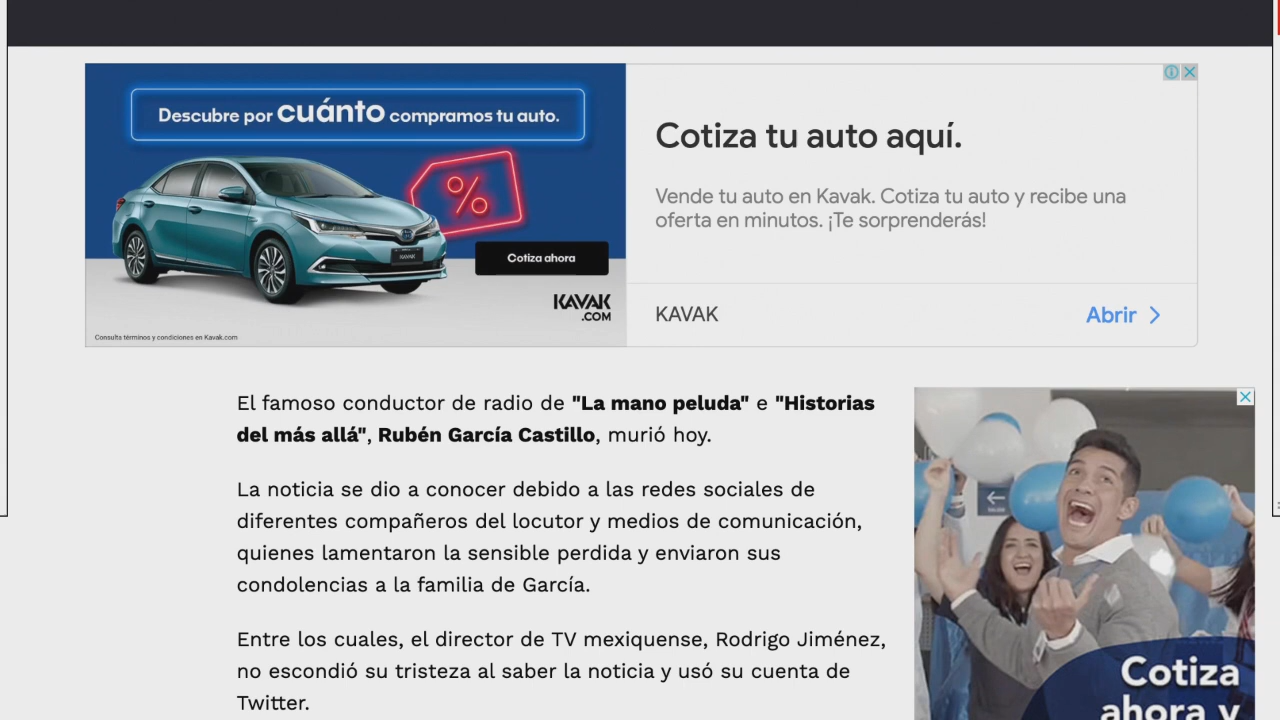 Descubre por cuánto compramos tu auto.
%
KAVAK
Cotiza ahora
KAVAK
.COM
Consulta términos y condiciones en Kavak.com
Cotiza tu auto aquí.
Vende tu auto en Kavak. Cotiza tu auto y recibe una
oferta en minutos. ¡Te sorprenderás!
KAVAK
Abrir
El famoso conductor de radio de "La mano peluda" e "Historias
del más allá", Rubén García Castillo, murió hoy.
La noticia se dio a conocer debido a las redes sociales de
diferentes compañeros del locutor y medios de comunicación,
quienes lamentaron la sensible perdida y enviaron sus
condolencias a la familia de García.
Entre los cuales, el director de TV mexiquense, Rodrigo Jiménez,
no escondió su tristeza al saber la noticia y usó su cuenta de
Twitter.
Cotiza
ahora y